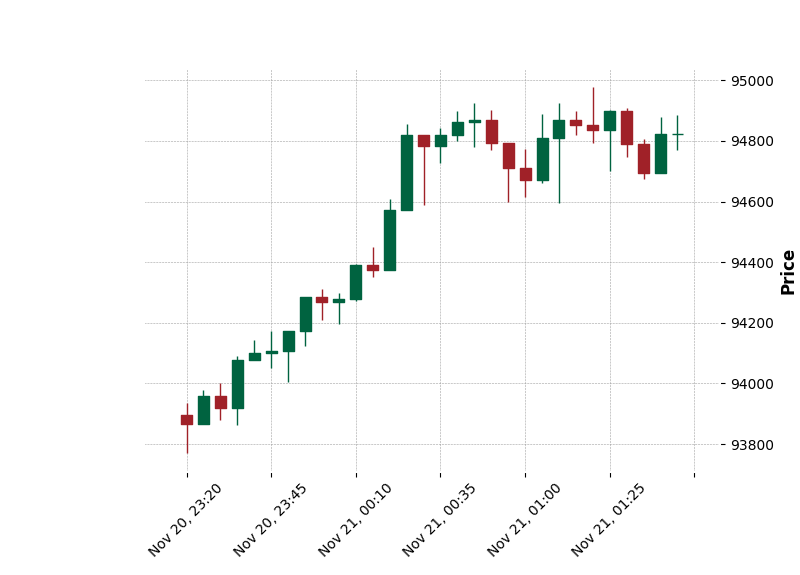 95000
94800
94600
94400
94200
94000
93800
Price
Nov 20, 23:20
Nov 20, 23:45
Nov 21, 00:10
Nov 21, 00:35
Nov 21, 01:00
Nov 21, 01:25